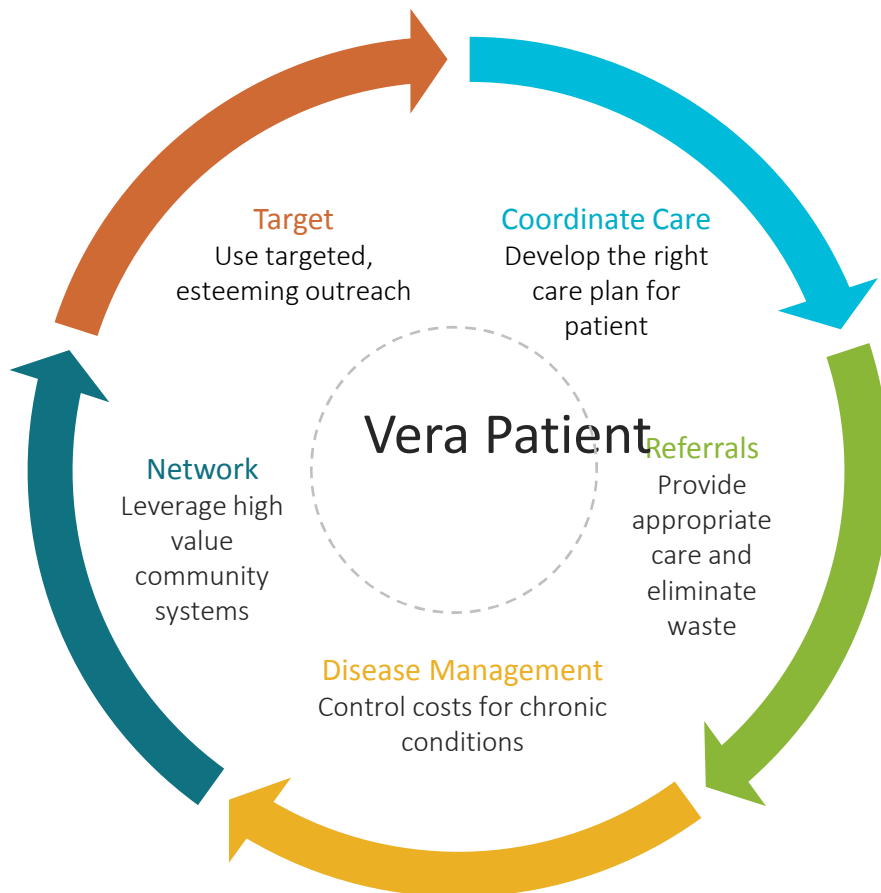 Target
Use targeted,
esteeming outreach
Coordinate Care
Develop the right
care plan for
patient
Vera Patient
Referrals
Provide
appropriate
care and
eliminate
waste
Network
Leverage high
value
community
systems
Disease Management
Control costs for chronic
conditions